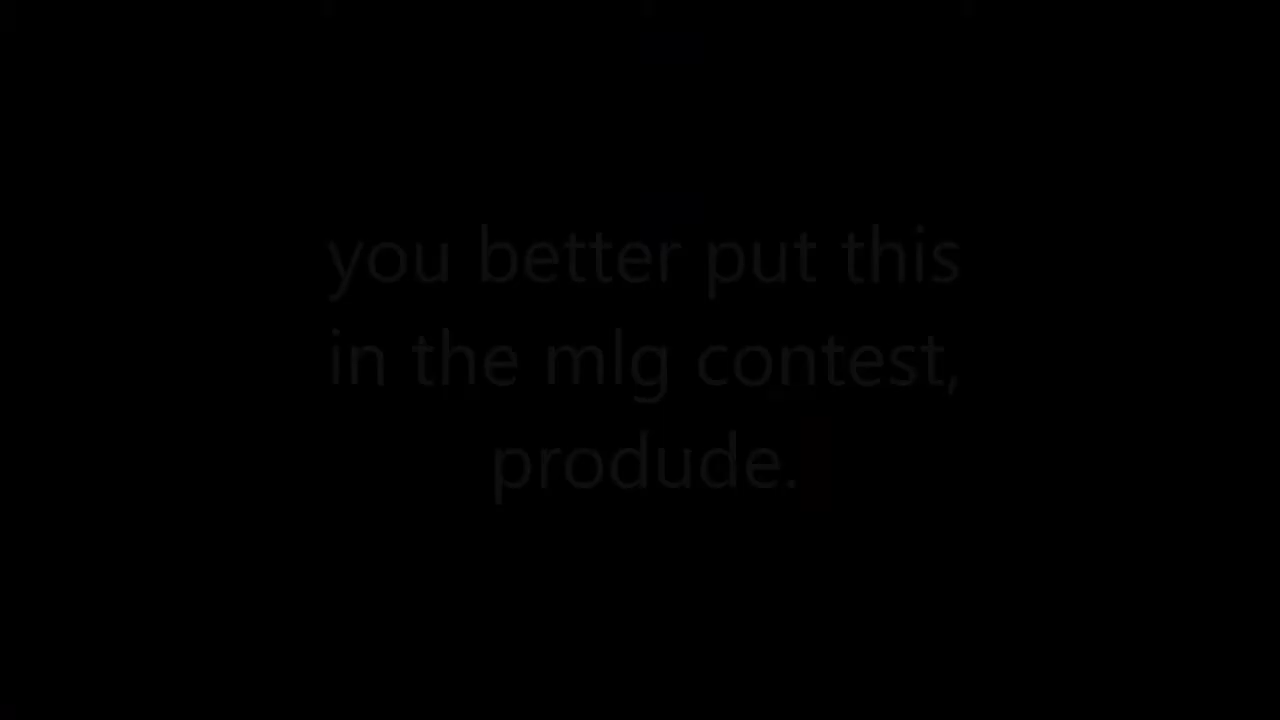 you better put this
in the mlg contest,
produde.